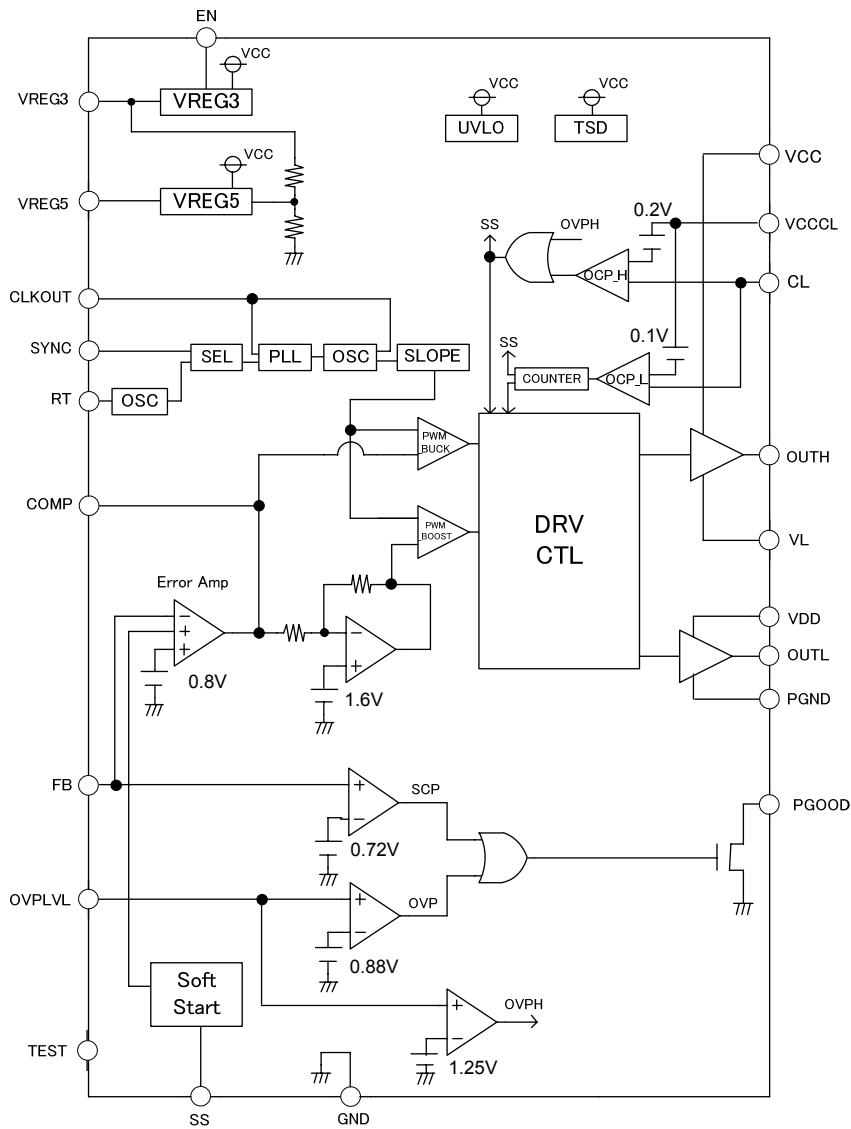 EN
VCC
VREG3
VREG3
VCC
UVLO
VCC
TSD
VCC
VCC
VREG5
VREG5
0.2V
VCCCL
SS
OVPH
OCP_H
CL
CLKOUT
SYNC
SEL
PLL
OSC
SLOPE
SS
0.1V
COUNTER
OCP_L
RT
OSC
PWM
_BUCK
OUTH
COMP
PWM
_BOOST
DRV
CTL
VL
Error Amp
−
+
+
0.8V
−
+
1.6V
VDD
OUTL
PGND
FB
+
−
SCP
0.72V
PGOOD
OVPLVL
+
−
OVP
0.88V
Soft
Start
+
−
OVPH
1.25V
TEST
SS
GND